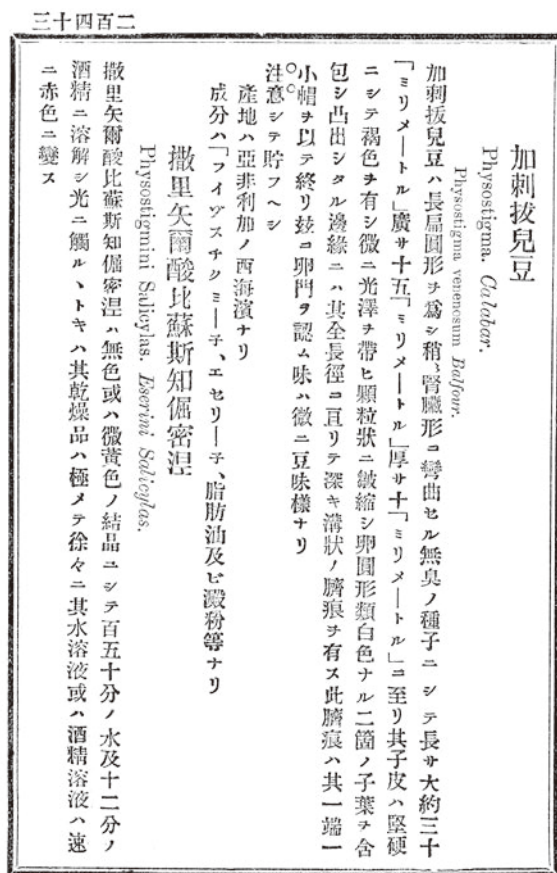 二百四十三
加刺抜兒豆
Physostigma. Calabar.
Physostigma venenosum Balfour.
加刺抜兒豆ハ長扁圓形ヲ爲シ稍〻腎臓形ニ彎曲セル無臭ノ種子ニシテ長サ大約三十
「ミリメートル」廣サ十五「ミリメートル」厚サ十「ミリメートル」ニ至リ其子皮ハ堅硬
ニシテ褐色ヲ有シ微ニ光澤ヲ帶ヒ顆粒狀ニ皺縮シ卵圓形類白色ナル二箇ノ子葉ヲ含
包シ凸出シタル邊緣ニハ其全長徑ニ亘リテ深キ溝狀ノ臍痕ヲ有ス此臍痕ハ其一端一
小帽ヲ以テ終リ玆ニ卵門ヲ認ム味ハ微ニ豆味樣ナリ
注意シテ貯フヘシ
產地ハ亞非利加ノ西海濱ナリ
成分ハ「フイゾスチグミー子、エセリー子、脂肪油及ヒ澱粉等ナリ
撒里矢爾酸比蘇斯知倔密涅
Physostigmini Salicylas. Eserini Salicylas.
撒里矢爾酸比蘇斯知倔密涅ハ無色或ハ微黃色ノ結晶ニシテ百五十分ノ水及十二分ノ
酒精ニ溶解シ光ニ觸ルヽトキハ其乾燥品ハ極メテ徐々ニ其水溶液或ハ酒精溶液ハ速
ニ赤色ニ變ス